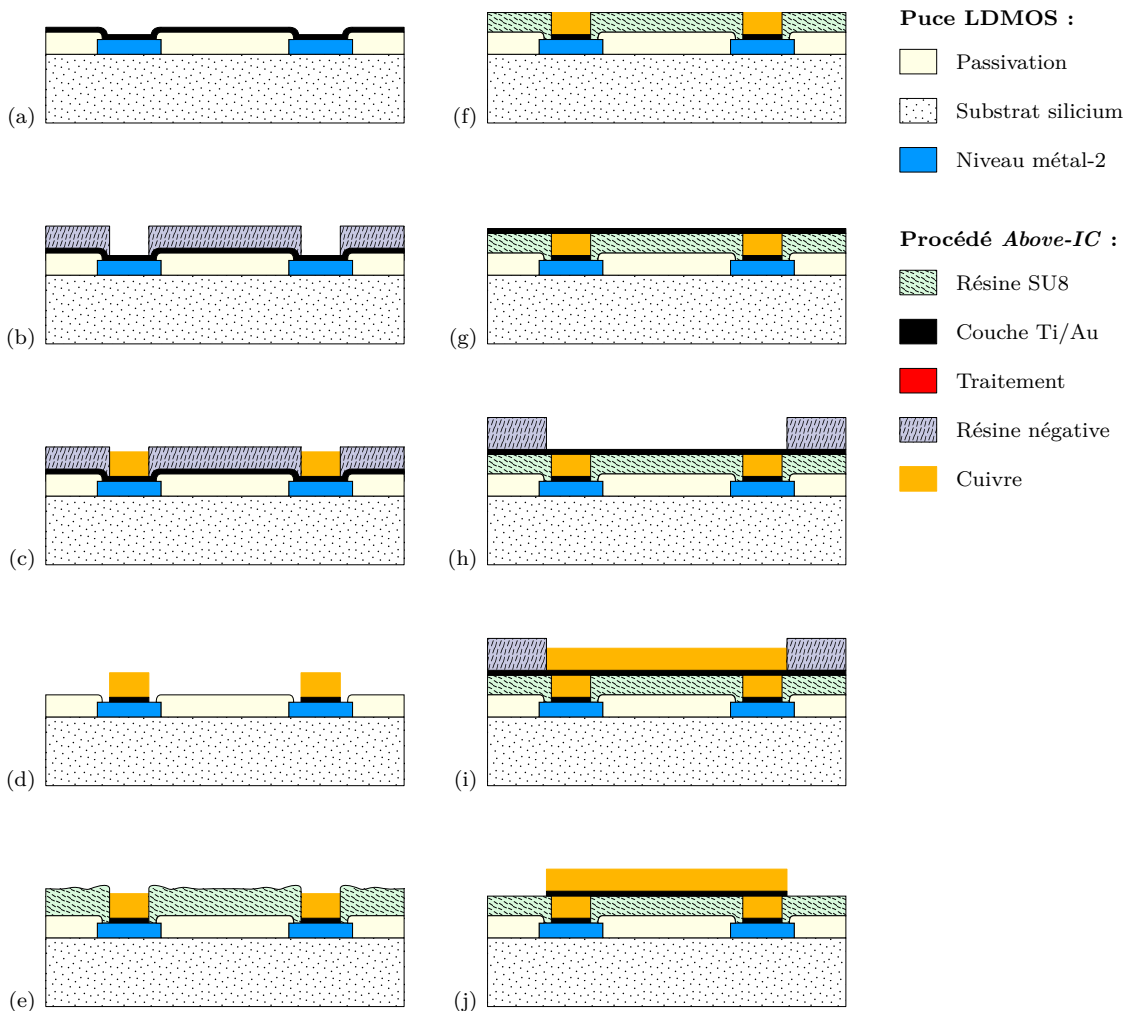 (a)
(b)
(c)
(d)
(e)
(f)
(g)
(h)
(i)
(j)
Puce LDMOS :
Passivation
Substrat silicium
Niveau métal-2
Procédé Above-IC :
Résine SU8
Couche Ti/Au
Traitement
Résine négative
Cuivre